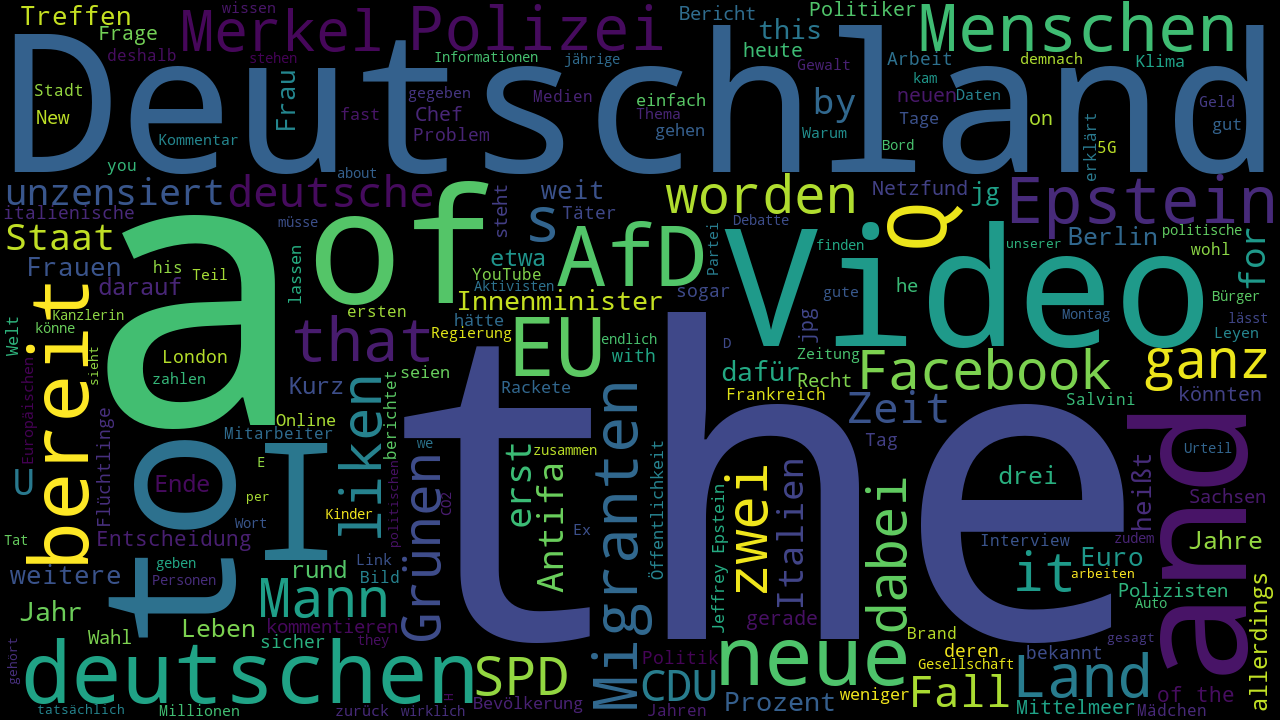 Treffen
wissen
Merkel
Polizei
Bericht
Politiker
Menschen
Frage
this
deshalb
stehen
Informationen
jährige
heute
Gewalt
Arbeit
demnach
Klima
Deutschland
Stadt
Frau
gegeben
Medien
einfach
by
kam
neuen
Daten
Geld
New
fast
Chef
Thema
Tage
on
gut
Kommentar
Problem
gehen
Warum
erklärt
5G
you
about
Bord
unzensiert
deutsche
steht
weit
worden
Netzfund
jg
Epstein
italienische
müsse
s
Täter
Debatte
Q
Staat
a
of
AfD
Partei
Video
finden
unserer
Berlin
politische
for
wohl
Frauen
his
Teil
lassen
etwa
YouTube
Aktivisten
darauf
Innenminister
sogar
gute
he
Bürger
bereit
Kanzlerin
ersten
hätte
jpg
Montag
lässt
Welt
könne
that
Regierung
EU
endlich
D
Leyen
sieht
London
with
Zeitung
ganz
Europäischen
zahlen
Kurz
seien
Rackete
dafür
Recht
Facebook
könnten
berichtet
Frankreich
Salvini
Flüchtlinge
to
Online
liken
the
Migranten
Zeit
and
Mitarbeiter
I
We
zusammen
Tag
Urteil
U
Ende
E
Grünen
erst
Antifa
Öffentlichkeit
zwei
Italien
dabei
drei
heißt
per
politischen
CO2
Jeffrey Epstein
Sachsen
Tat
Entscheidung
Wort
Kinder
Ex
Interview
zudem
Jahre
weitere
geben
Personen
rund
Link
Bild
it
Euro
arbeiten
Jahr
Mann
gerade
Polizisten
Auto
allerdings
Wahl
Leben
kommentieren
sicher
they
Brand
deren
gesagt
gehört
deutschen
SPD
Politik
neue
Gesellschaft
bekannt
CDU
Prozent
weniger
Fall
Land
of the
tatsächlich
Millionen
zurück
wirklich
H
Bevölkerung
Jahren
Mittelmeer
Mädchen